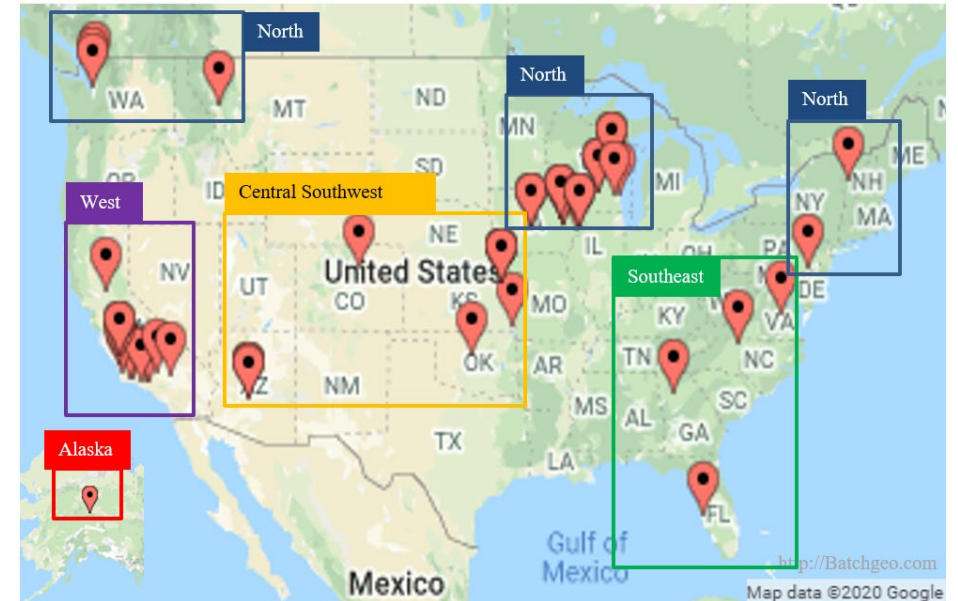 North
WA
MT
ND
North
MN
North
ME
OR
ID
SD
MI
NH
NY
MA
West
Central Southwest
NE
IL
OH
PA
NV
UT
United States
CO
KS
MO
Southeast
KY
DE
VA
OK
AR
TN
NC
AZ
NM
MS
AL
SC
GA
TX
LA
Alaska
FL
Gulf of
Mexico
Mexico
http://Batchgeo.com
Map data ©2020 Google